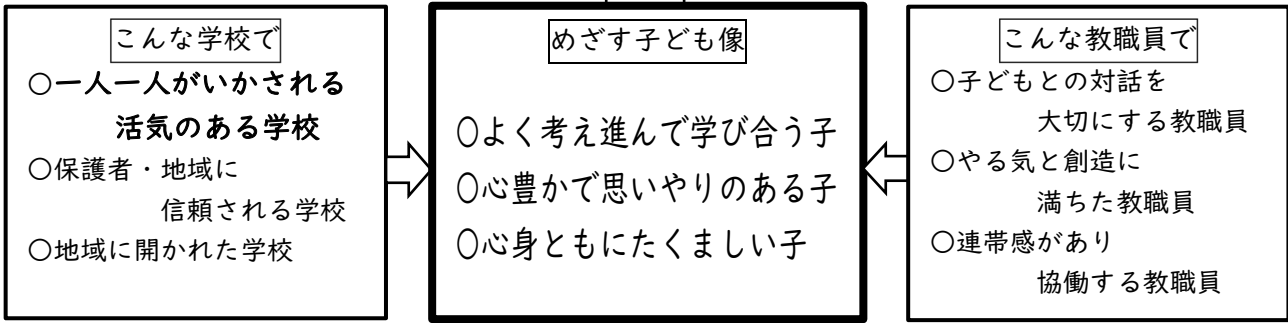 こんな学校で
○一人一人がいかされる
活気のある学校
○保護者・地域に
信頼される学校
○地域に開かれた学校
めざす子ども像
○よく考え進んで学び合う子
○心豊かで思いやりのある子
○心身ともにたくましい子
こんな教職員で
○子どもとの対話を
大切にする教職員
○やる気と創造に
満ちた教職員
○連帯感があり
協働する教職員